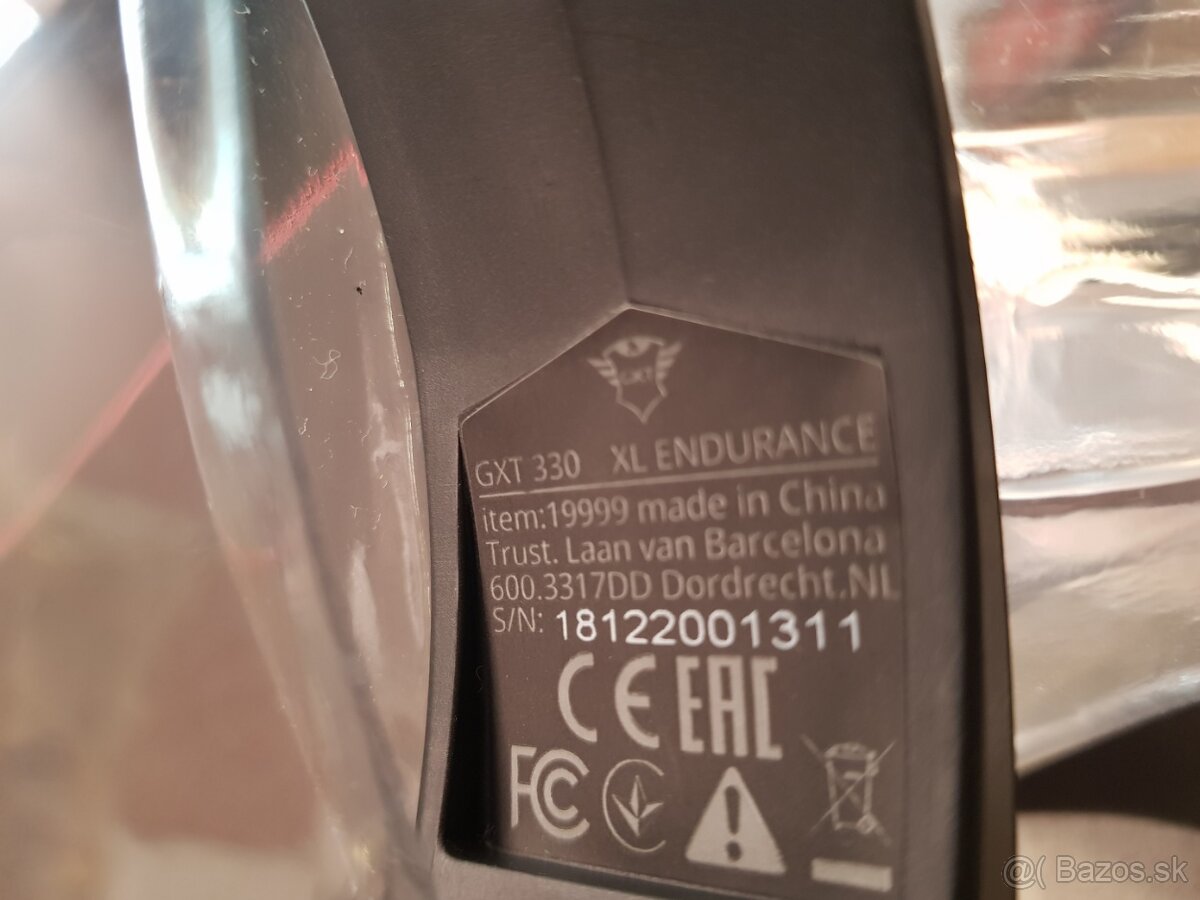 GXT
GXT 330 XL ENDURANCE
item:19999 made in China
Trust. Laan van Barcelona
600.3317DD Dordrecht.NL
S/N: 18122001311
CE EAC
FC
@( Bazos.sk